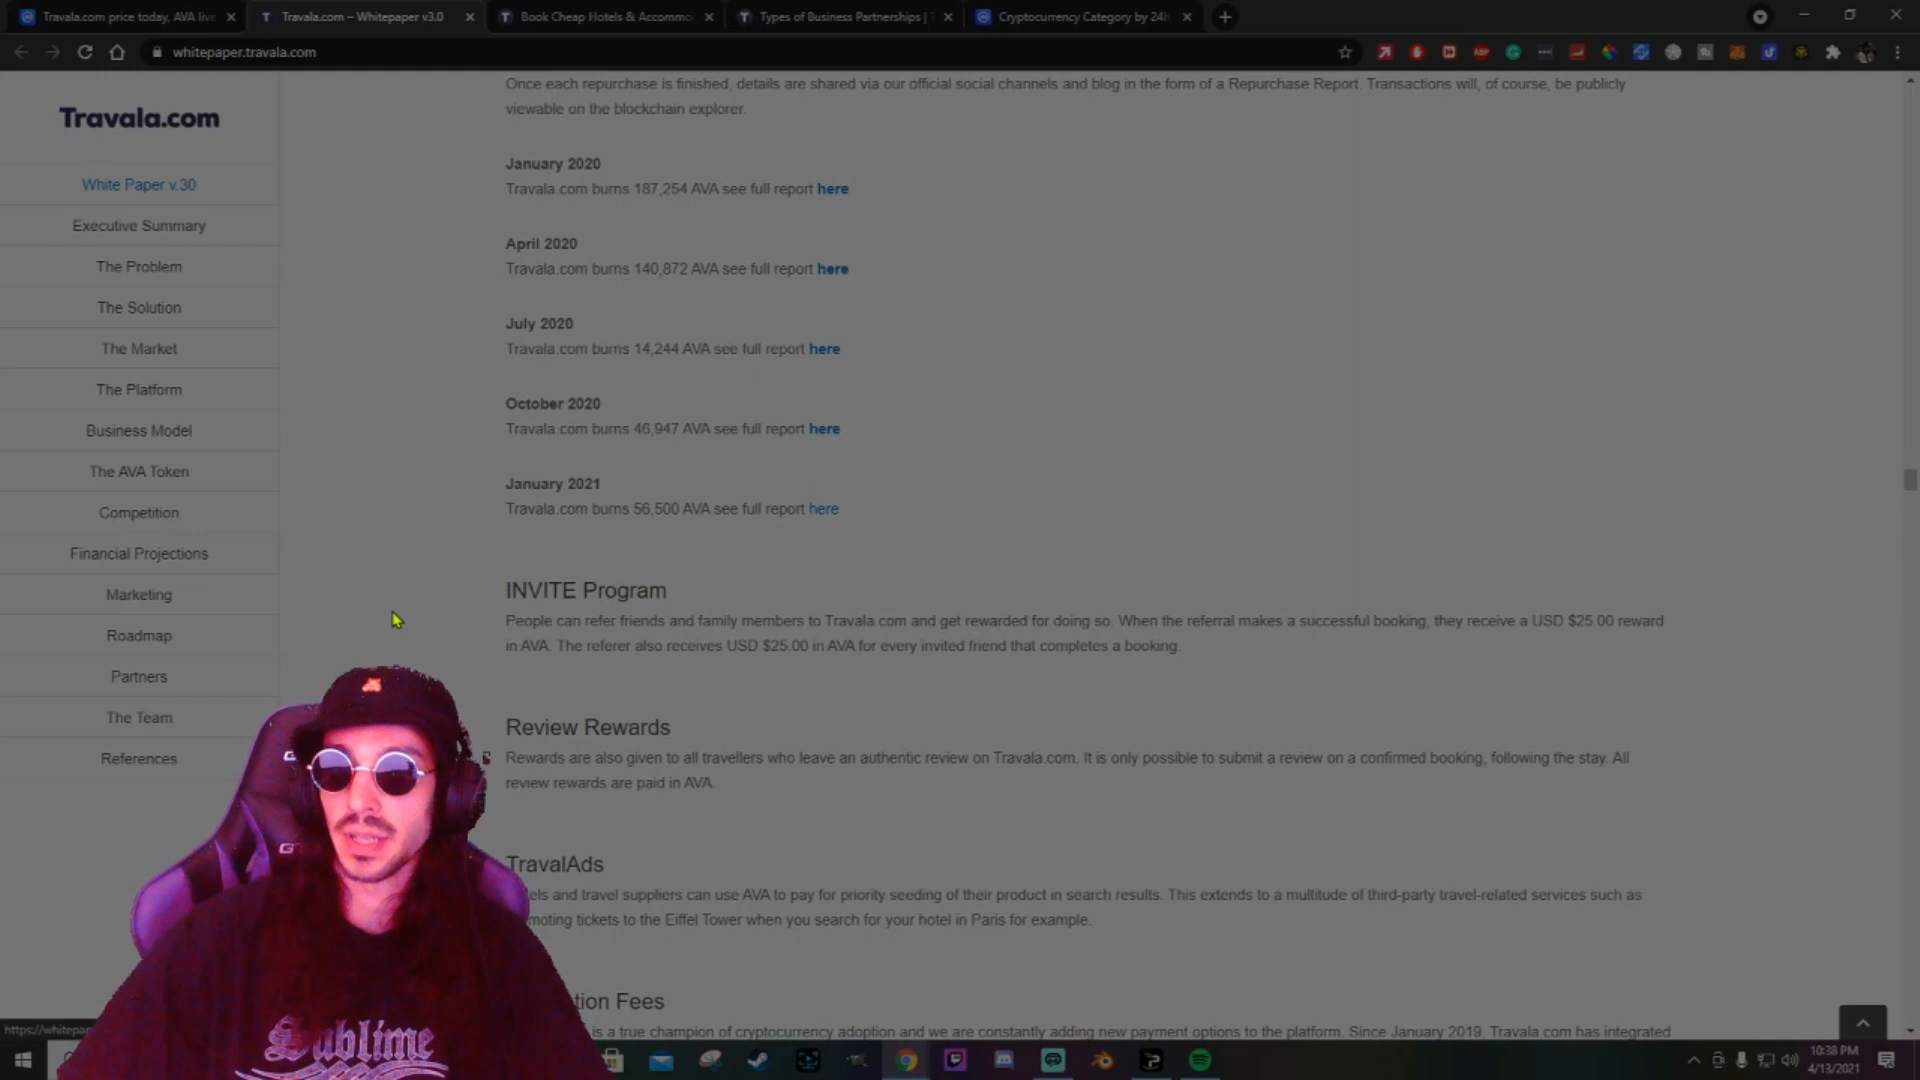 Travala.com price today, AVA live
Travala.com – Whitepaper v3.0
Book Cheap Hotels & Accommo
Types of Business Partnerships |
Cryptocurrency Category by 24h
whitepaper.travala.com
Travala.com
White Paper v.30
Executive Summary
The Problem
The Solution
The Market
The Platform
Business Model
The AVA Token
Competition
Financial Projections
Marketing
Roadmap
Partners
The Team
References
Once each repurchase is finished, details are shared via our official social channels and blog in the form of a Repurchase Report. Transactions will, of course, be publicly
viewable on the blockchain explorer.
January 2020
Travala.com burns 187,254 AVA see full report here
April 2020
Travala.com burns 140,872 AVA see full report here
July 2020
Travala.com burns 14,244 AVA see full report here
October 2020
Travala.com burns 46,947 AVA see full report here
January 2021
Travala.com burns 56,500 AVA see full report here
INVITE Program
People can refer friends and family members to Travala.com and get rewarded for doing so. When the referral makes a successful booking, they receive a USD $25.00 reward
in AVA. The referer also receives USD $25.00 in AVA for every invited friend that completes a booking.
Review Rewards
Rewards are also given to all travellers who leave an authentic review on Travala.com. It is only possible to submit a review on a confirmed booking, following the stay. All
review rewards are paid in AVA.
TravalAds
els and travel suppliers can use AVA to pay for priority seeding of their product in search results. This extends to a multitude of third-party travel-related services such as
moting tickets to the Eiffel Tower when you search for your hotel in Paris for example.
tion Fees
is a true champion of cryptocurrency adoption and we are constantly adding new payment options to the platform. Since January 2019, Travala.com has integrated
https://whitepap
Sublime
10:38 PM
4/13/2021